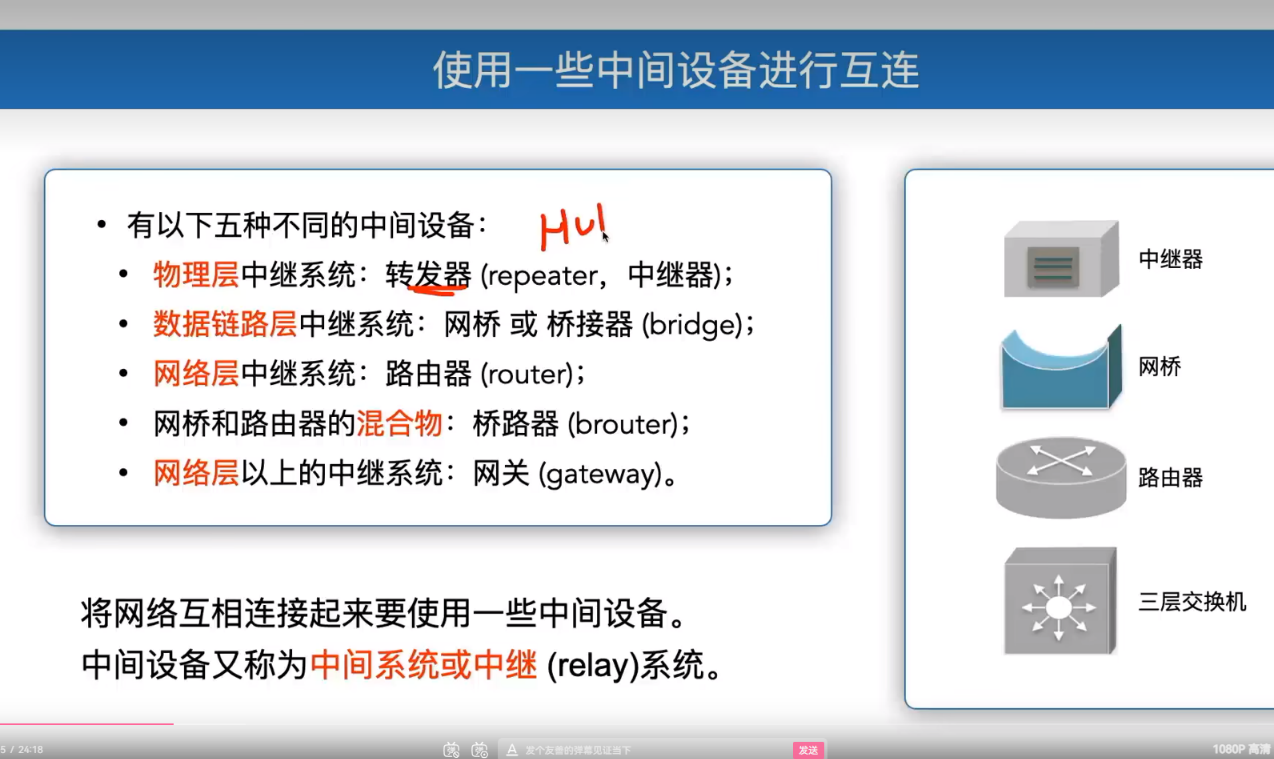 使用一些中间设备进行互连
• 有以下五种不同的中间设备：
HUl
• 物理层中继系统：转发器 (repeater，中继器)；
• 数据链路层中继系统：网桥 或 桥接器 (bridge)；
• 网络层中继系统：路由器 (router)；
• 网桥和路由器的混合物：桥路器 (brouter)；
• 网络层以上的中继系统：网关 (gateway)。
中继器
网桥
路由器
三层交换机
将网络互相连接起来要使用一些中间设备。
中间设备又称为中间系统或中继 (relay)系统。
5 / 24:18
发个友善的弹幕见证当下
发送
1080P 高清